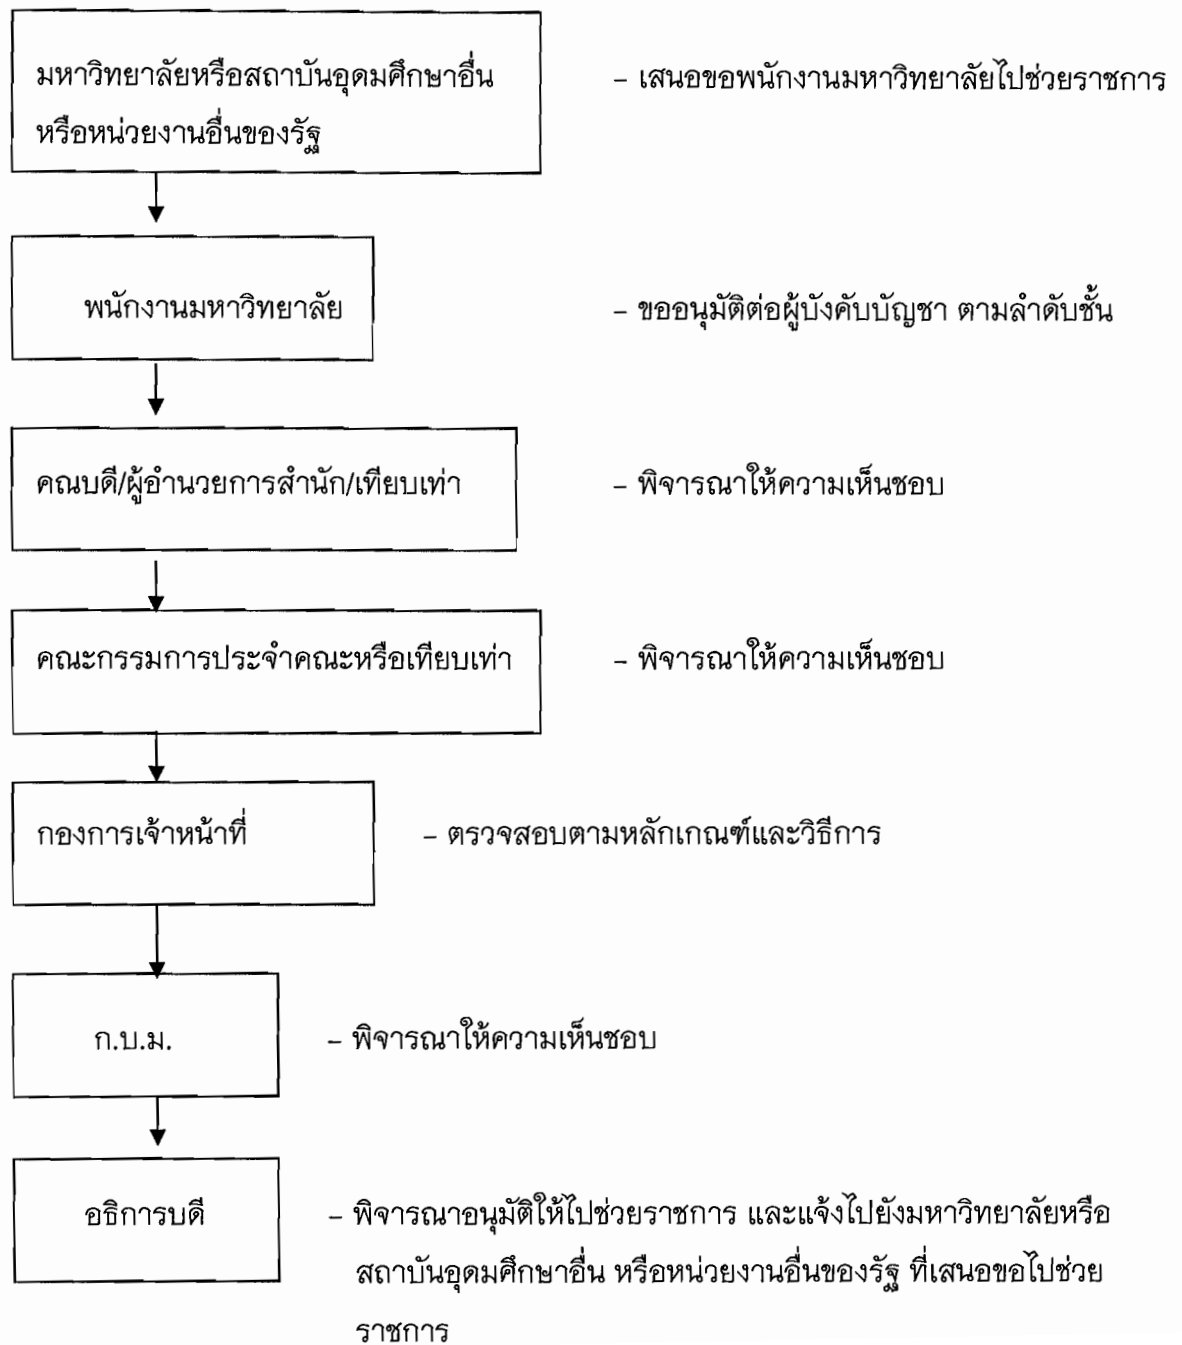 มหาวิทยาลัยหรือสถาบันอุดมศึกษาอื่น
หรือหน่วยงานอื่นของรัฐ
– เสนอขอพนักงานมหาวิทยาลัยไปช่วยราชการ
พนักงานมหาวิทยาลัย
– ขออนุมัติต่อผู้บังคับบัญชา ตามลำดับชั้น
คณบดี/ผู้อำนวยการสำนัก/เทียบเท่า
– พิจารณาให้ความเห็นชอบ
คณะกรรมการประจำคณะหรือเทียบเท่า
– พิจารณาให้ความเห็นชอบ
กองการเจ้าหน้าที่
– ตรวจสอบตามหลักเกณฑ์และวิธีการ
ก.บ.ม.
– พิจารณาให้ความเห็นชอบ
อธิการบดี
– พิจารณาอนุมัติให้ไปช่วยราชการ และแจ้งไปยังมหาวิทยาลัยหรือ
สถาบันอุดมศึกษาอื่น หรือหน่วยงานอื่นของรัฐ ที่เสนอขอไปช่วย
ราชการ